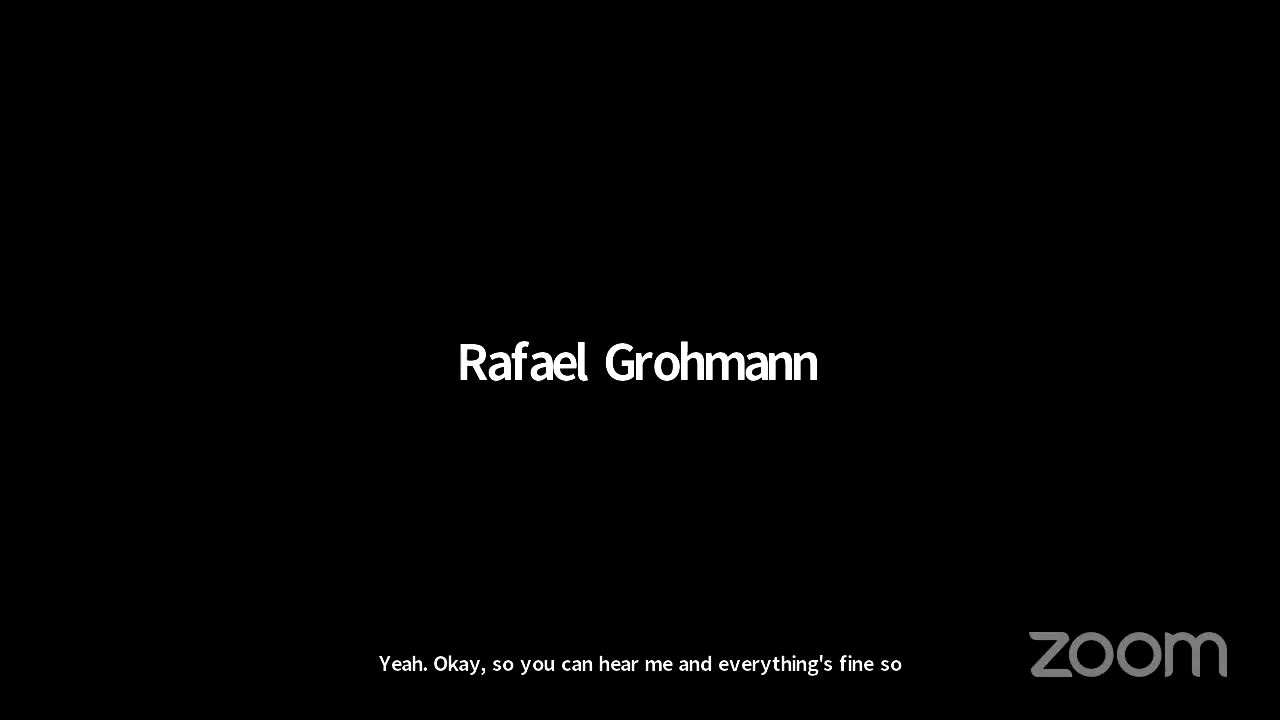 Rafael Grohmann
Yeah. Okay, so you can hear me and everything's fine so
zoom